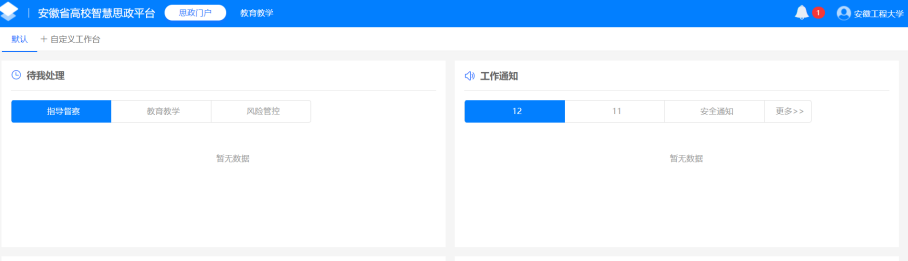 安徽省高校智慧思政平台 思政门户 教育教学 1 安徽工程大学
默认 + 自定义工作台
待我处理
指导督察 教育教学 风险管控
暂无数据
工作通知
12 11 安全通知 更多>>
暂无数据